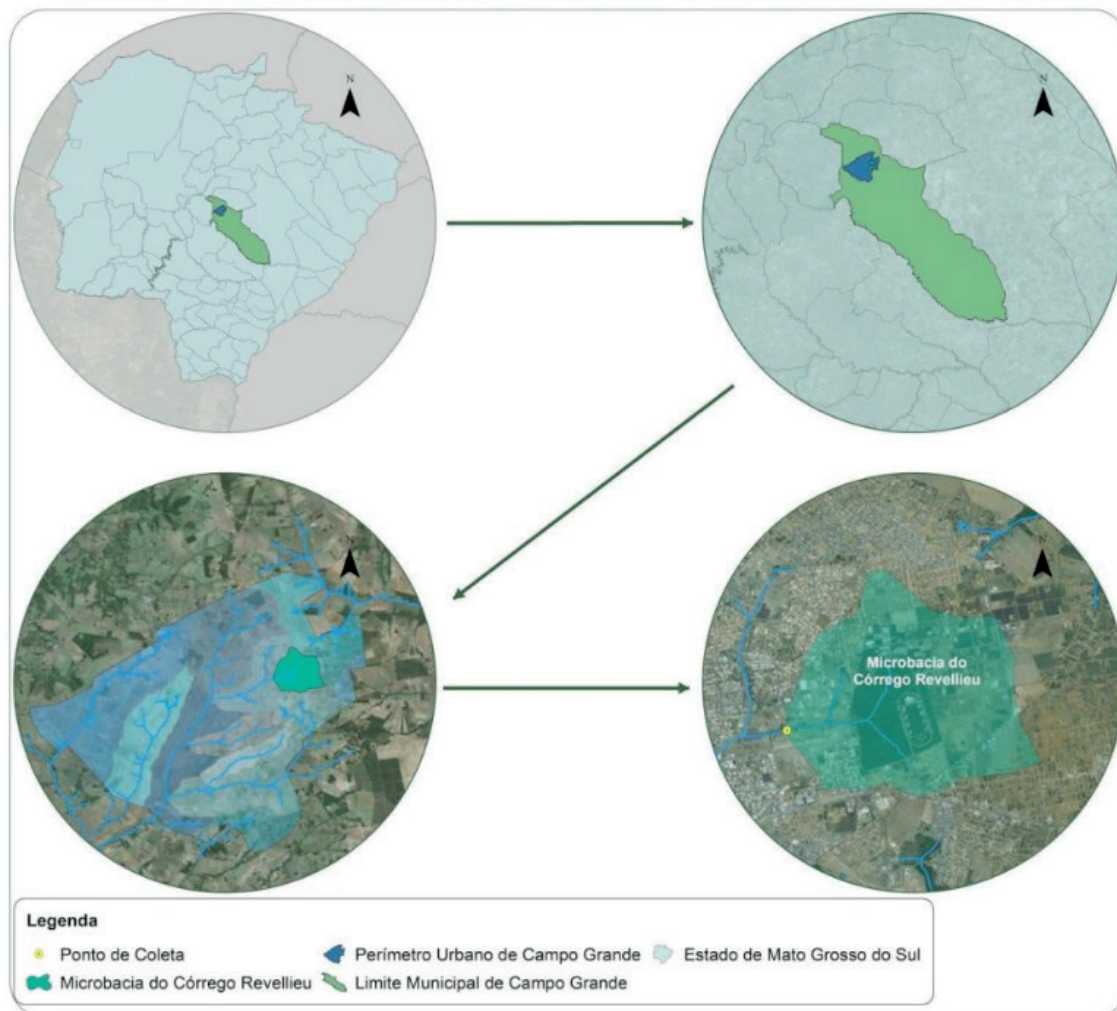 N
N
N
N
Microbacia do
Córrego Revellieu
Legenda
Ponto de Coleta
Perímetro Urbano de Campo Grande
Estado de Mato Grosso do Sul
Microbacia do Córrego Revellieu
Limite Municipal de Campo Grande